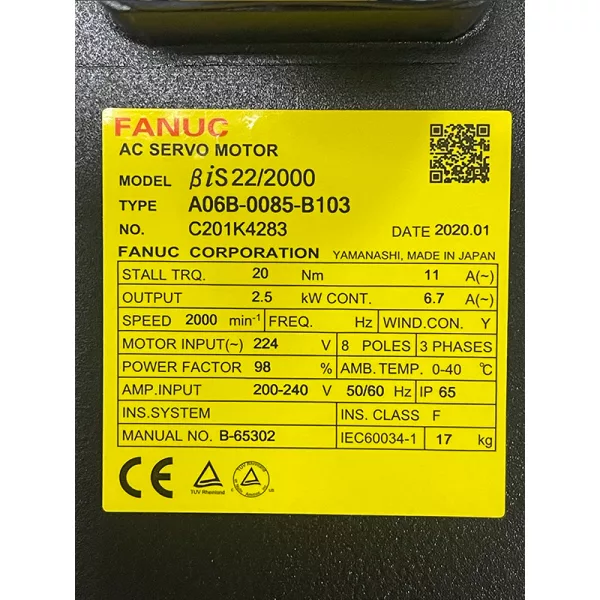 FANUC
AC SERVO MOTOR
MODEL βiS22/2000
TYPE A06B-0085-B103
NO. C201K4283 DATE 2020.01
FANUC CORPORATION YAMANASHI, MADE IN JAPAN
STALL TRQ. 20 Nm 11 A(~)
OUTPUT 2.5 kW CONT. 6.7 A(~)
SPEED 2000 min⁻¹ FREQ. Hz WIND.CON. Y
MOTOR INPUT(~) 224 V 8 POLES 3 PHASES
POWER FACTOR 98 % AMB.TEMP. 0-40 ℃
AMP.INPUT 200-240 V 50/60 Hz IP 65
INS.SYSTEM INS. CLASS F
MANUAL NO. B-65302 IEC60034-1 17 kg
CE TUV Rheinland C US